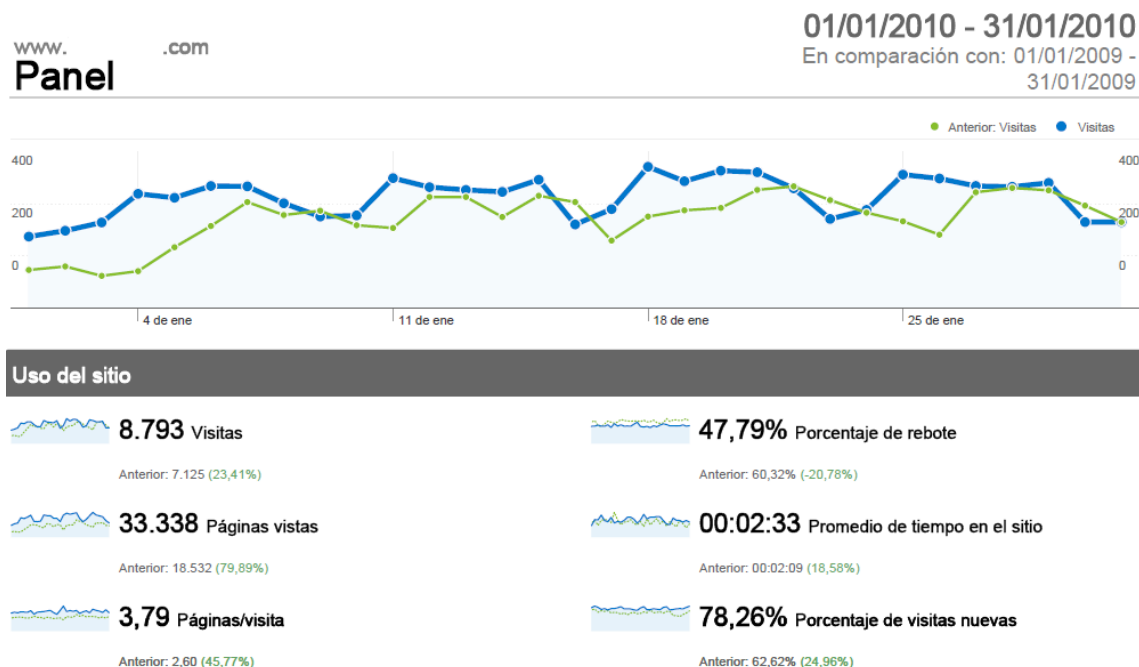 www. .com
Panel
01/01/2010 - 31/01/2010
En comparación con: 01/01/2009 -
31/01/2009
Anterior: Visitas Visitas
400 400
200 200
0 0
4 de ene 11 de ene 18 de ene 25 de ene
Uso del sitio
8.793 Visitas
Anterior: 7.125 (23,41%)
47,79% Porcentaje de rebote
Anterior: 60,32% (-20,78%)
33.338 Páginas vistas
Anterior: 18.532 (79,89%)
00:02:33 Promedio de tiempo en el sitio
Anterior: 00:02:09 (18,58%)
3,79 Páginas/visita
Anterior: 2,60 (45,77%)
78,26% Porcentaje de visitas nuevas
Anterior: 62,62% (24,96%)